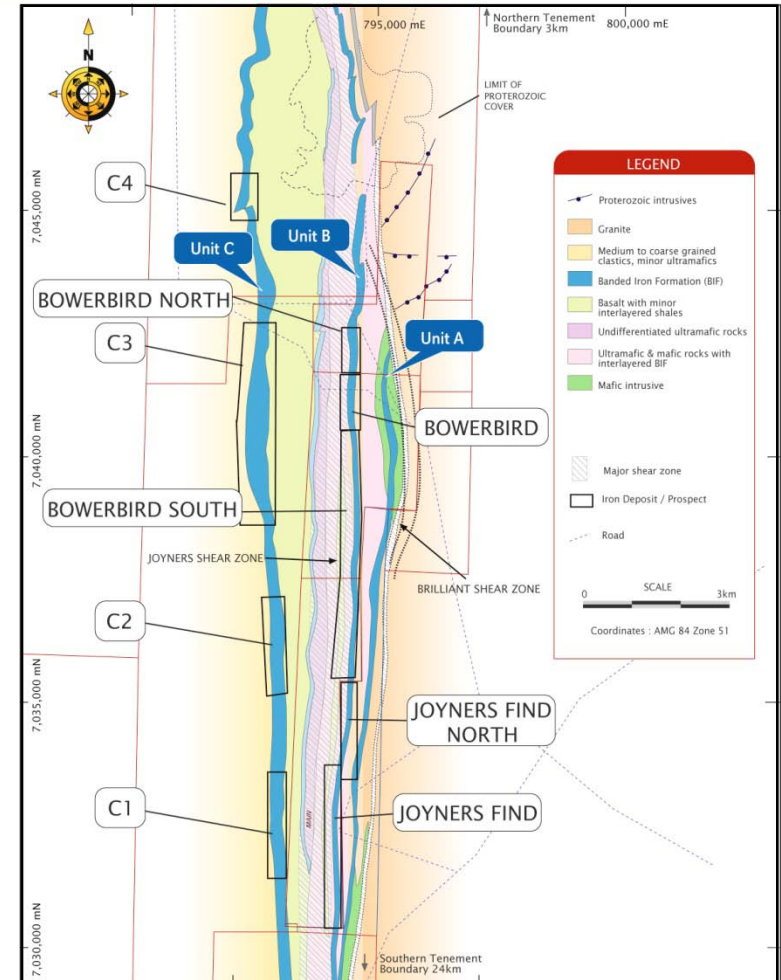 795,000 mE
Northern Tenement
Boundary 3km
800,000 mE
N
LIMIT OF
PROTEROZOIC
COVER
7,045,000 mN
C4
Unit C
Unit B
BOWERBIRD NORTH
C3
Unit A
BOWERBIRD
7,040,000 mN
BOWERBIRD SOUTH
JOYNERS SHEAR ZONE
BRILLIANT SHEAR ZONE
C2
7,035,000 mN
JOYNERS FIND
NORTH
C1
MAIN
JOYNERS FIND
7,030,000 mN
Southern Tenement
Boundary 24km
LEGEND
Proterozoic intrusives
Granite
Medium to coarse grained
clastics, minor ultramafics
Banded Iron Formation (BIF)
Basalt with minor
interlayered shales
Undifferentiated ultramafic rocks
Ultramafic & mafic rocks with
interlayered BIF
Mafic intrusive
Major shear zone
Iron Deposit / Prospect
Road
SCALE
0 3km
Coordinates : AMG 84 Zone 51